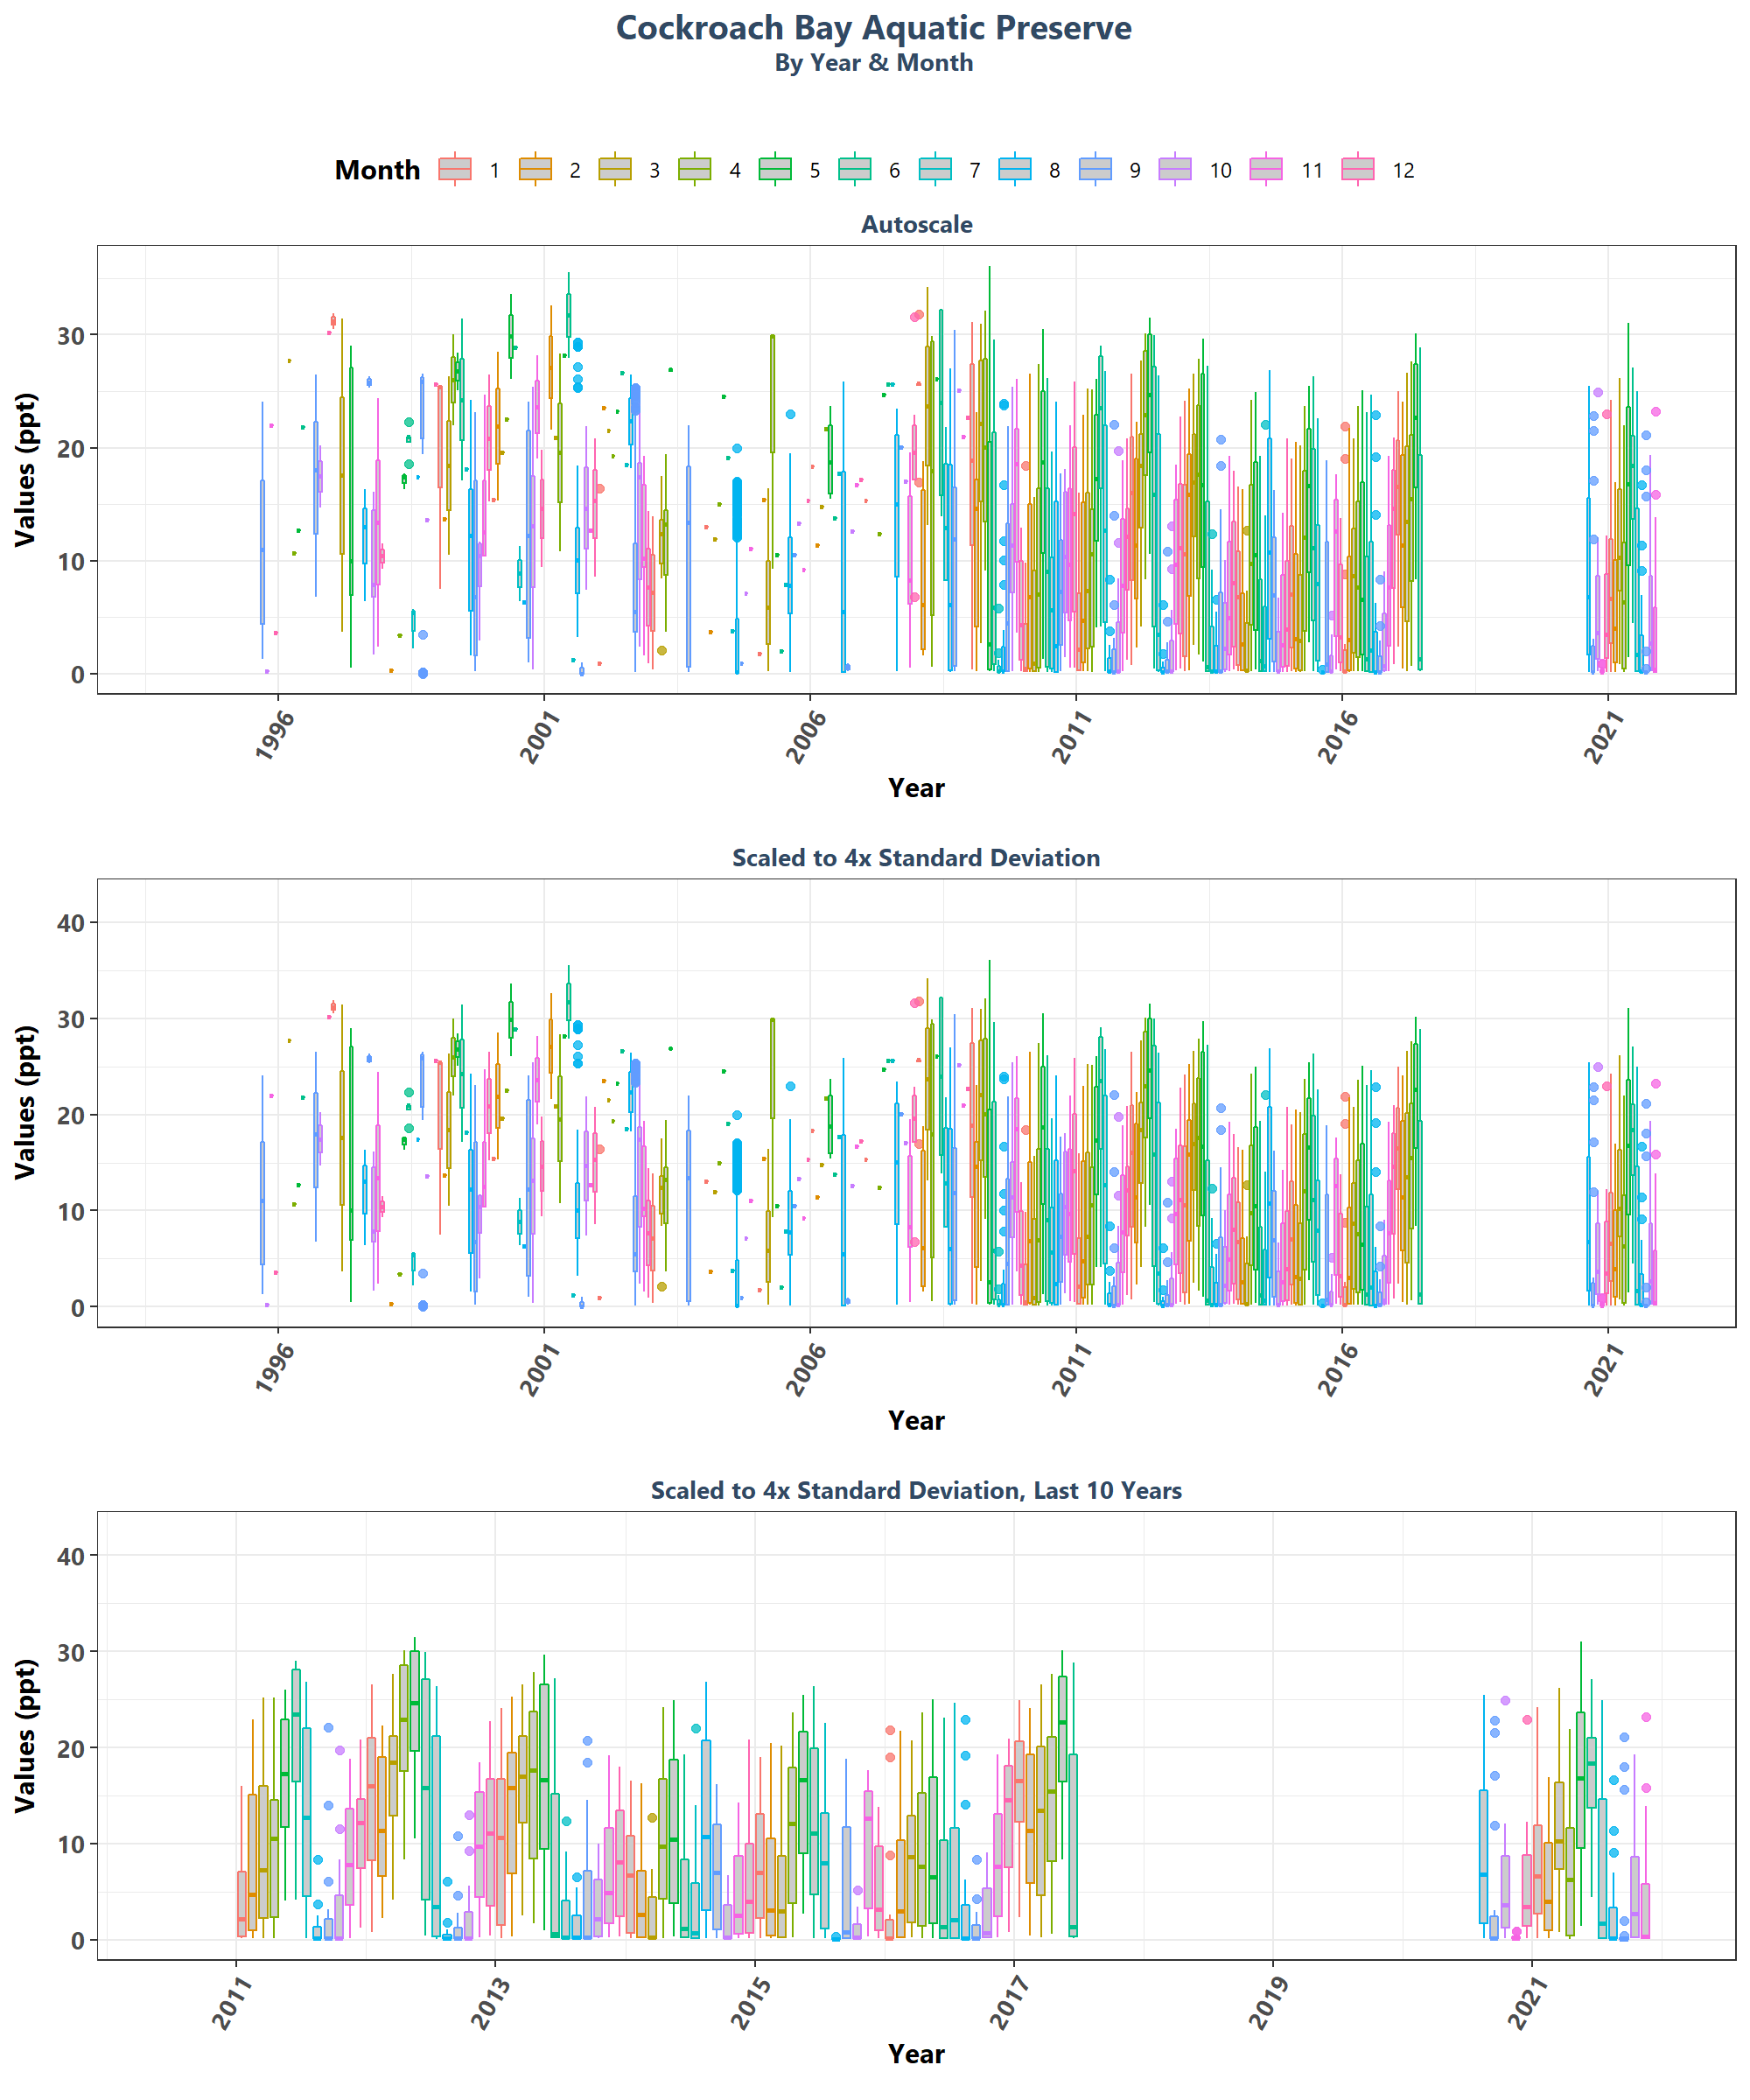 Cockroach Bay Aquatic Preserve
By Year & Month
Month 1 2 3 4 5 6 7 8 9 10 11 12
Autoscale
Values (ppt)
30
20
10
0
1996 2001 2006 2011 2016 2021
Year
Scaled to 4x Standard Deviation
Values (ppt)
40
30
20
10
0
1996 2001 2006 2011 2016 2021
Year
Scaled to 4x Standard Deviation, Last 10 Years
Values (ppt)
40
30
20
10
0
2011 2013 2015 2017 2019 2021
Year